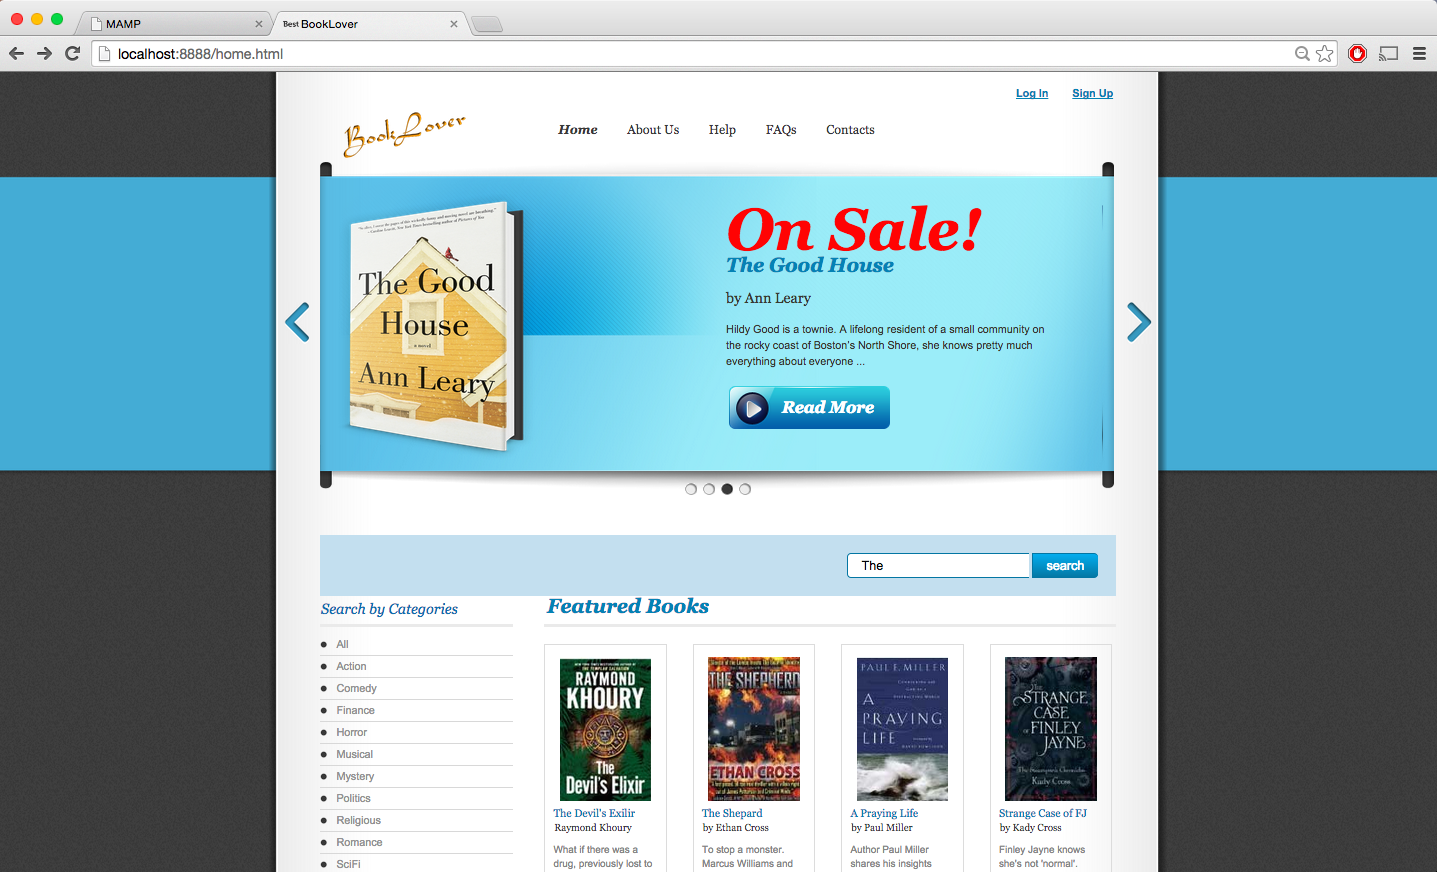 MAMP
Best BookLover
localhost:8888/home.html
Log In
Sign Up
BookLover
Home
About Us
Help
FAQs
Contacts
The Good
House
a novel
Ann Leary
On Sale!
The Good House
by Ann Leary
Hildy Good is a townie. A lifelong resident of a small community on
the rocky coast of Boston's North Shore, she knows pretty much
everything about everyone ...
Read More
The
search
Search by Categories
All
Action
Comedy
Finance
Horror
Musical
Mystery
Politics
Religious
Romance
SciFi
Featured Books
RAYMOND
KHOURY
The
Devil's Elixir
The Devil's Exilir
Raymond Khoury
What if there was a
drug, previously lost to
THE SHEPHERD
ETHAN CROSS
The Shepard
by Ethan Cross
To stop a monster.
Marcus Williams and
PAUL E. MILLER
A
PRAYING
LIFE
A Praying Life
by Paul Miller
Author Paul Miller
shares his insights
The
STRANGE
CASE
OF FINLEY
JAYNE
The Steampunk Chronicles
Kady Cross
Strange Case of FJ
by Kady Cross
Finley Jayne knows
she's not 'normal'.